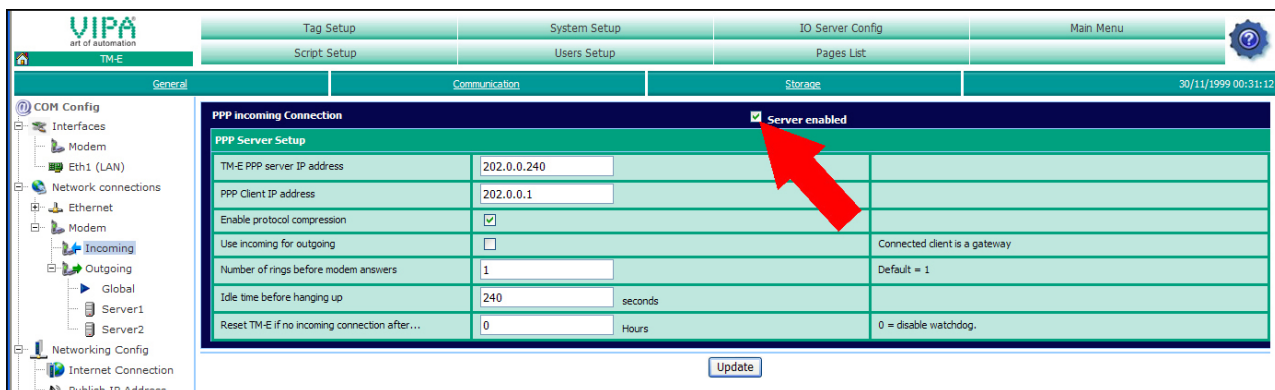 VIPA
art of automation
TM-E
Tag Setup
System Setup
IO Server Config
Main Menu
Script Setup
Users Setup
Pages List
General
Communication
Storage
30/11/1999 00:31:12
COM Config
Interfaces
Modem
Eth1 (LAN)
Network connections
Ethernet
Modem
Incoming
Outgoing
Global
Server1
Server2
Networking Config
Internet Connection
Publish IP Address
PPP incoming Connection
Server enabled
PPP Server Setup
TM-E PPP server IP address
202.0.0.240
PPP Client IP address
202.0.0.1
Enable protocol compression
Use incoming for outgoing
Connected client is a gateway
Number of rings before modem answers
1
Default = 1
Idle time before hanging up
240
seconds
Reset TM-E if no incoming connection after...
0
Hours
0 = disable watchdog.
Update